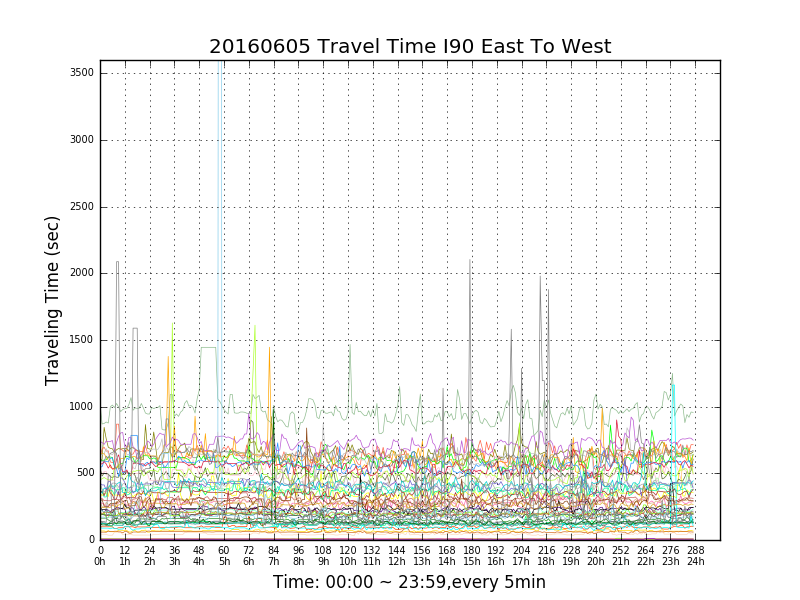 20160605 Travel Time I90 East To West
3500
3000
2500
2000
1500
1000
500
0
Traveling Time (sec)
0 12 24 36 48 60 72 84 96 108 120 132 144 156 168 180 192 204 216 228 240 252 264 276 288
0h 1h 2h 3h 4h 5h 6h 7h 8h 9h 10h 11h 12h 13h 14h 15h 16h 17h 18h 19h 20h 21h 22h 23h 24h
Time: 00:00 ~ 23:59,every 5min